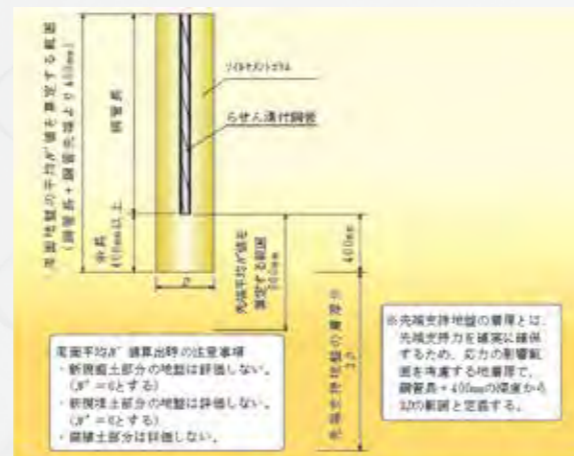 周面地盤の平均N'値を算定する範囲
(鋼管長+鋼管先端より400mm)
鋼管長
余長
400mm以上
ソイルセメントコラム
らせん溝付鋼管
D
先端平均N'値を
算定する範囲
400mm
先端支持地盤の層厚は
2D
周面平均N'値算出時の注意事項
・新規盛土部分の地盤は評価しない。
(N'=0とする)
・新規埋土部分の地盤は評価しない。
(N'=0とする)
・腐植土部分は評価しない。
※先端支持地盤の層厚とは、
先端支持力を確実に確保
するため、応力の影響範
囲を考慮する地層厚で、
鋼管長+400mmの深度から
2Dの範囲と定義する。